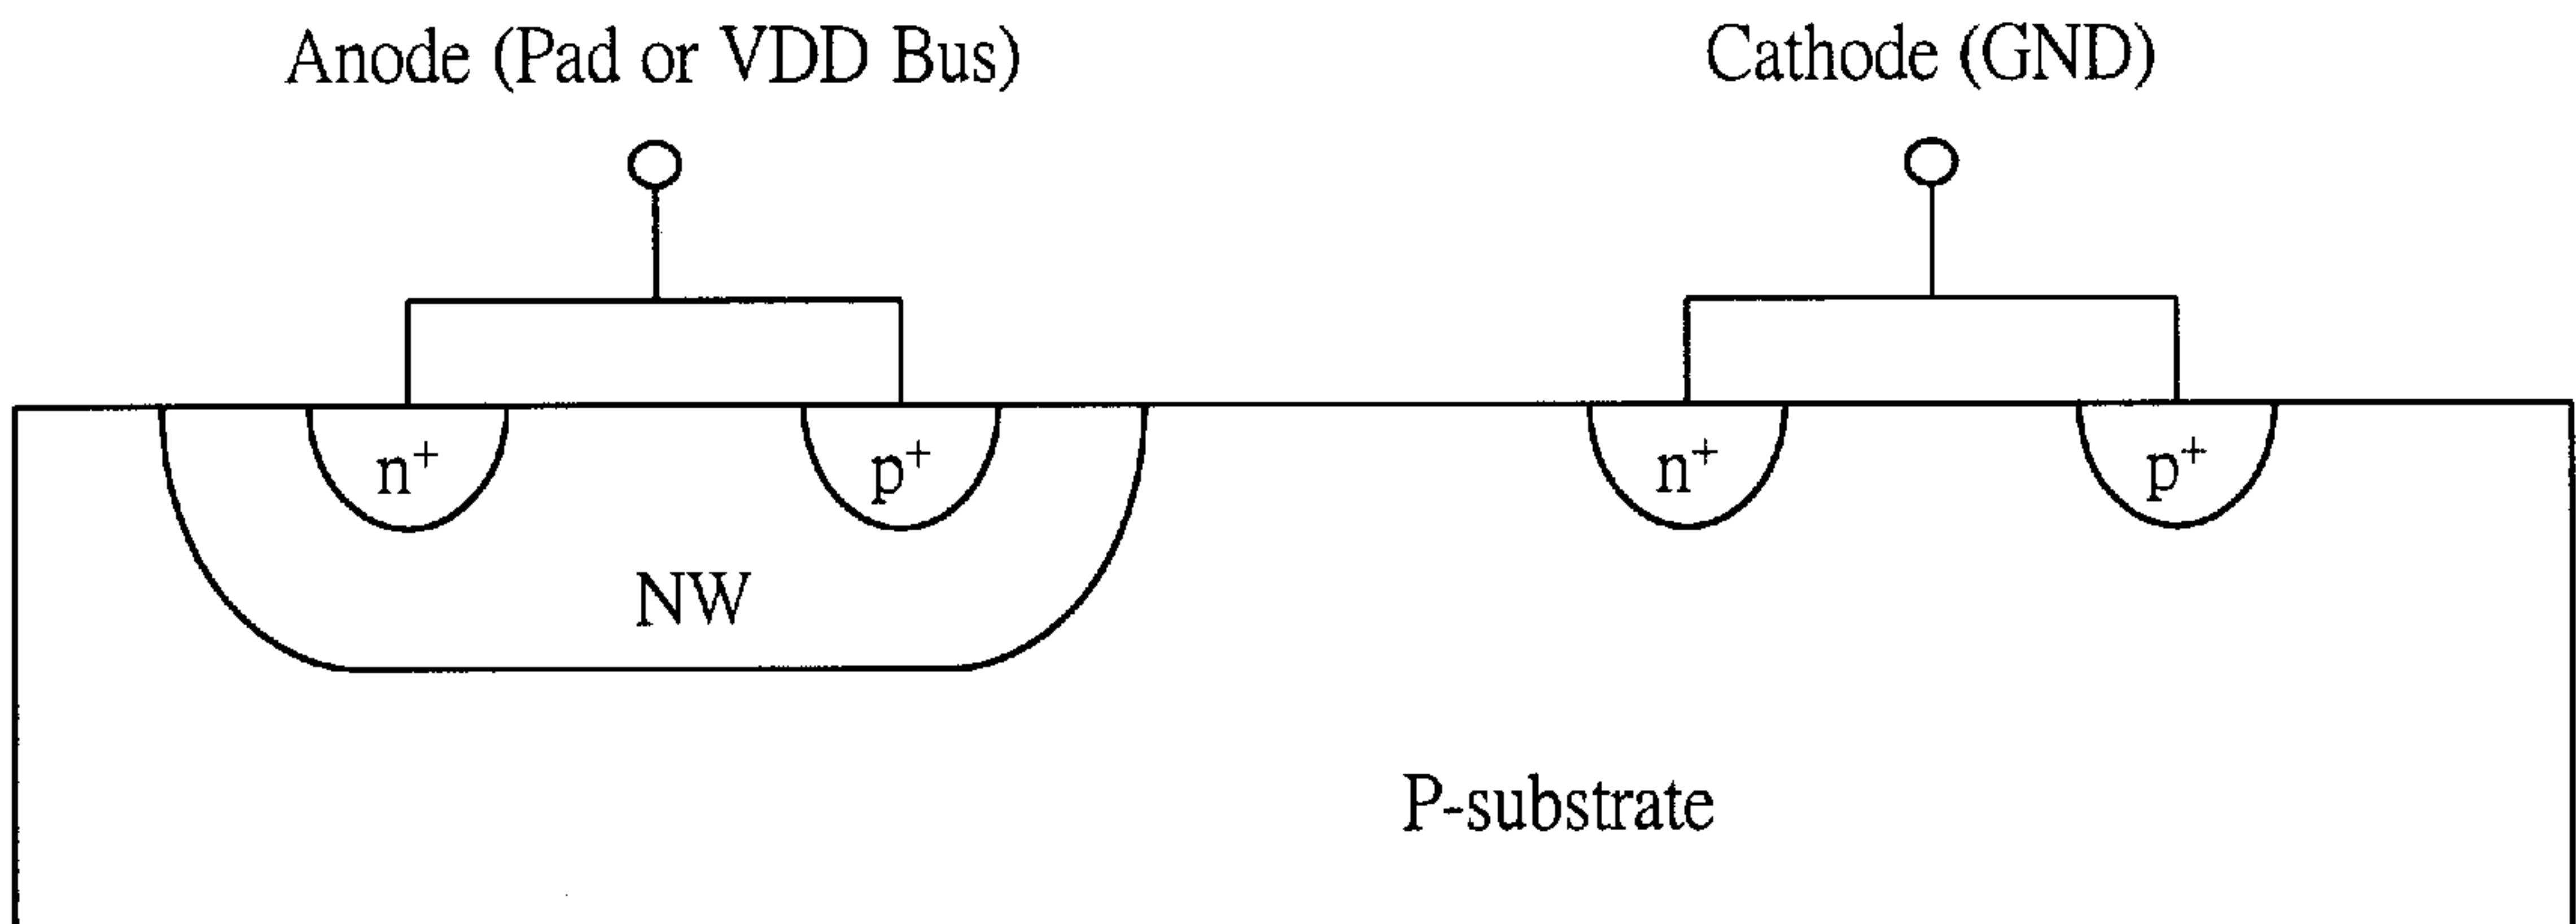 Anode (Pad or VDD Bus)
Cathode (GND)
n+
p+
n+
p+
NW
P-substrate